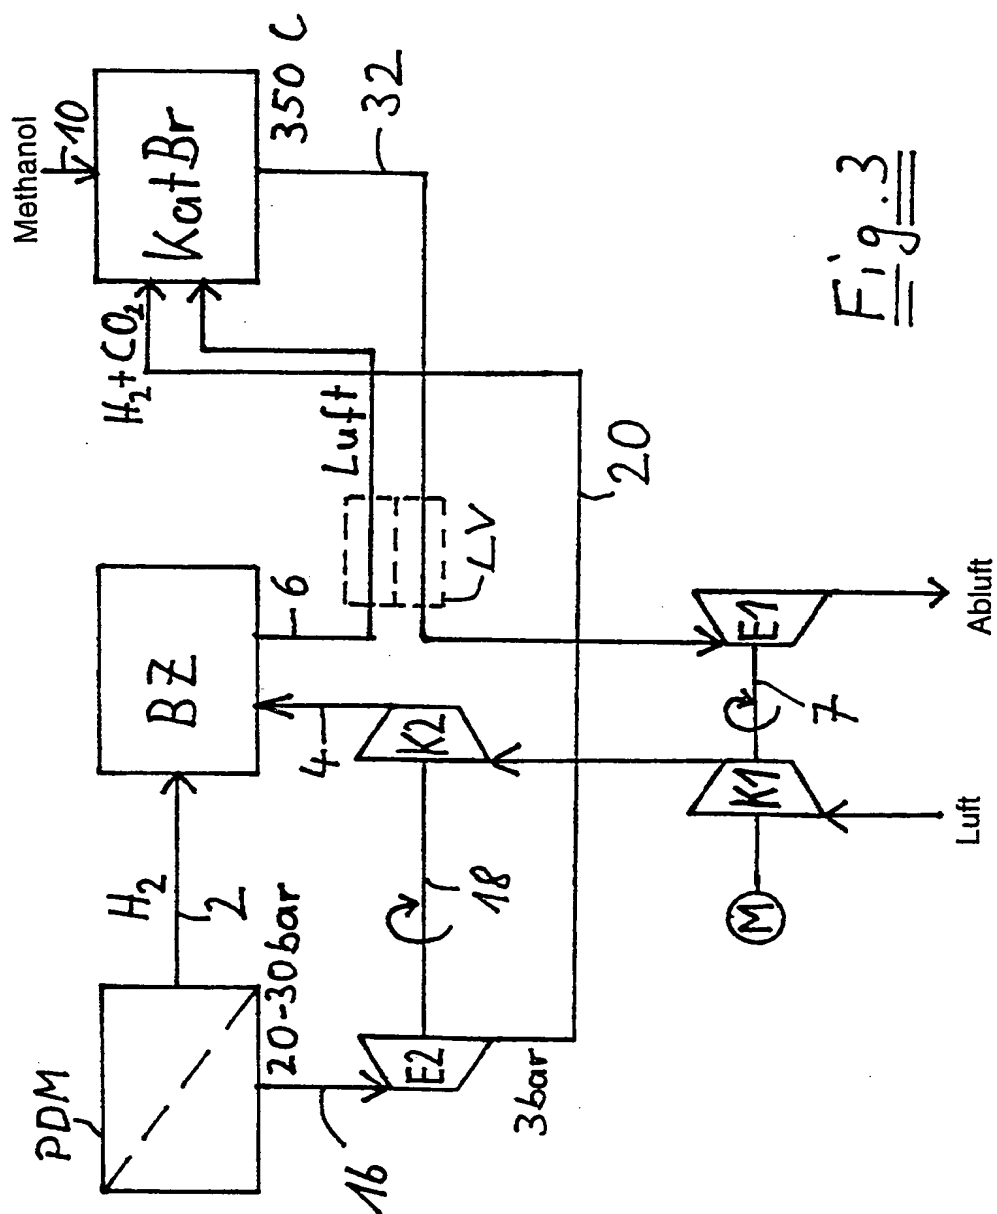 PDM
H2
2
20-30bar
16
E2
3bar
18
BZ
4
6
K2
LV
Luft
H2+CO2
Methanol
10
KatBr
350 C
32
20
M
K1
7
E1
Luft
Abluft
Fig.3